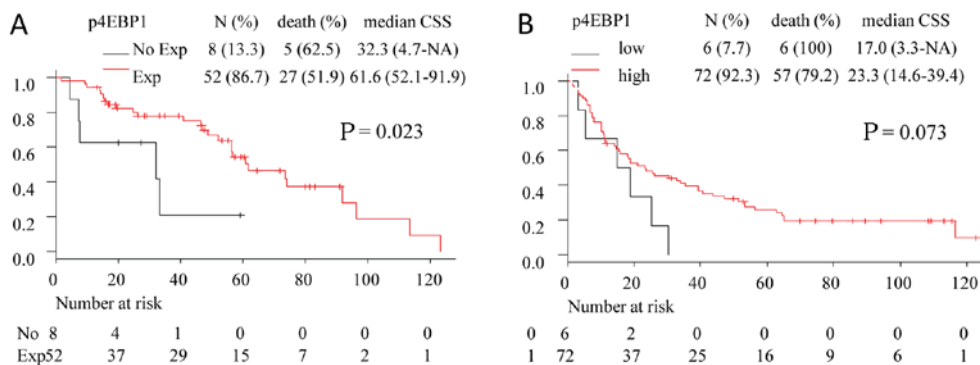 A
p4EBP1 N (%) death (%) median CSS
No Exp 8 (13.3) 5 (62.5) 32.3 (4.7-NA)
Exp 52 (86.7) 27 (51.9) 61.6 (52.1-91.9)
P = 0.023
1.0
0.8
0.6
0.4
0.2
0.0
0 20 40 60 80 100 120
Number at risk
No 8 4 1 0 0 0 0
Exp52 37 29 15 7 2 1
B
p4EBP1 N (%) death (%) median CSS
low 6 (7.7) 6 (100) 17.0 (3.3-NA)
high 72 (92.3) 57 (79.2) 23.3 (14.6-39.4)
P = 0.073
1.0
0.8
0.6
0.4
0.2
0.0
0 20 40 60 80 100 120
Number at risk
0 6 2 0 0 0 0 0
1 72 37 25 16 9 6 1